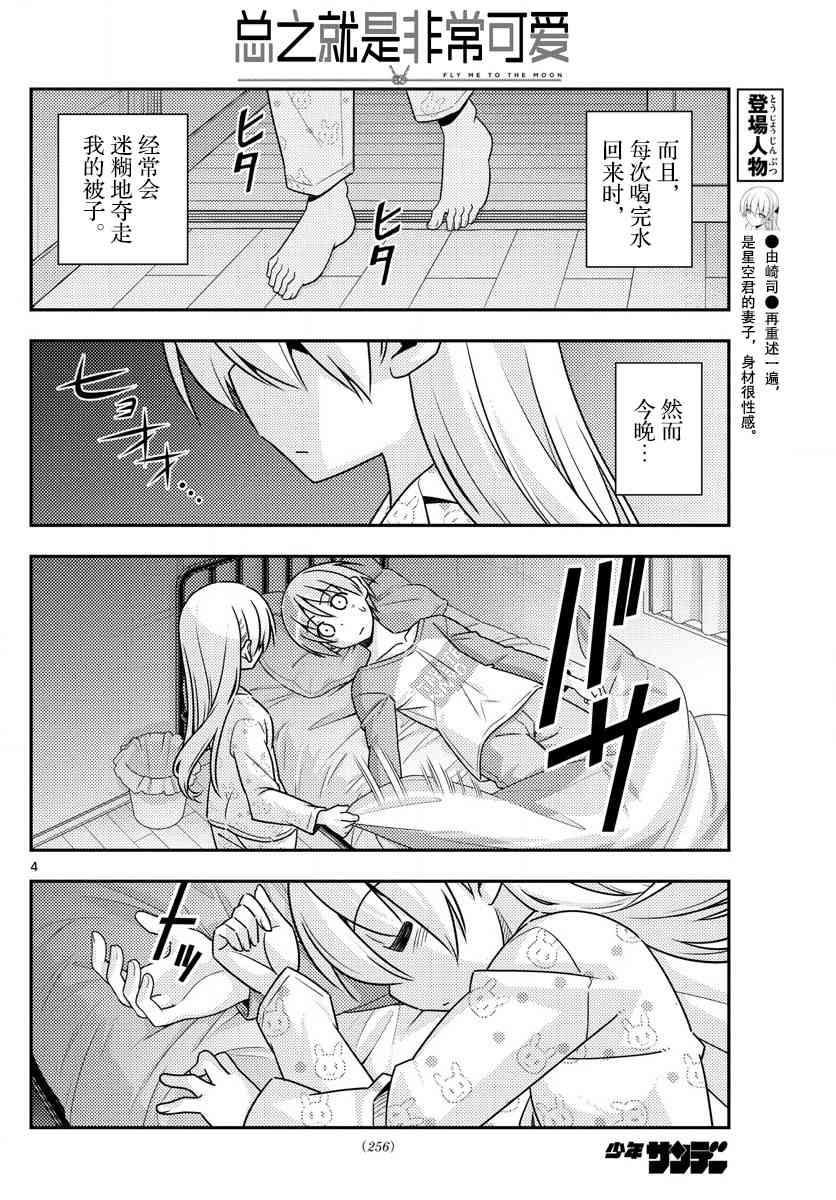 总之就是非常可爱
FLY ME TO THE MOON
登場人物
とうじょうじんぶつ
●由崎司●再重述一遍，
是星空君的妻子，身材很性感。
而且，
每次喝完水
回来时，
ヒタ
ヒタ
经常会
迷糊地夺走
我的被子。
然而
今晚…
ヒョオオオ…
4
ドサッ
(256)
少年サンデー